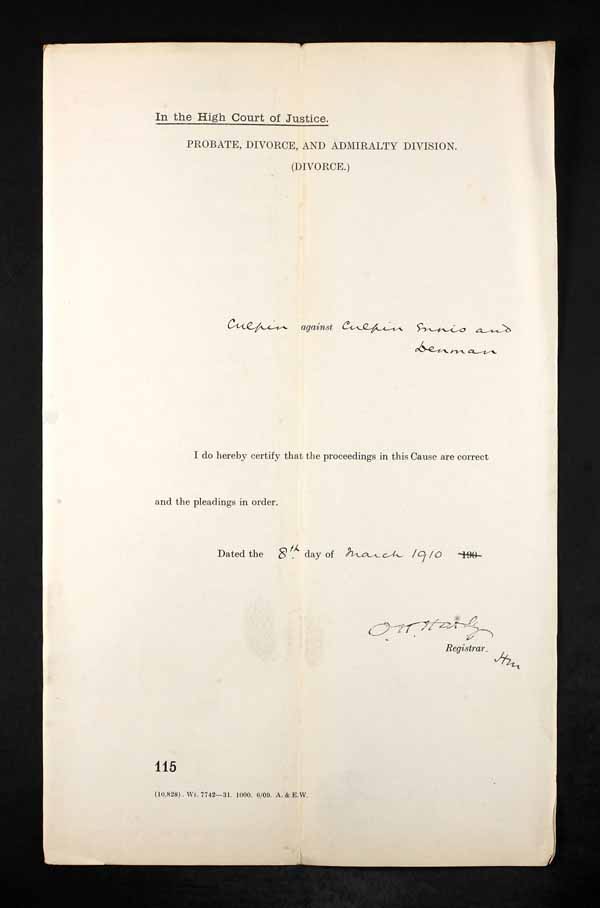 In the High Court of Justice.
PROBATE, DIVORCE, AND ADMIRALTY DIVISION.
(DIVORCE.)
Culpin against Culpin Ennis and
Denman
I do hereby certify that the proceedings in this Cause are correct
and the pleadings in order.
Dated the 8th. day of March 1910 190
Registrar.
115
(10,828). Wt. 7742—31. 1000. 6/09. A. & E.W.